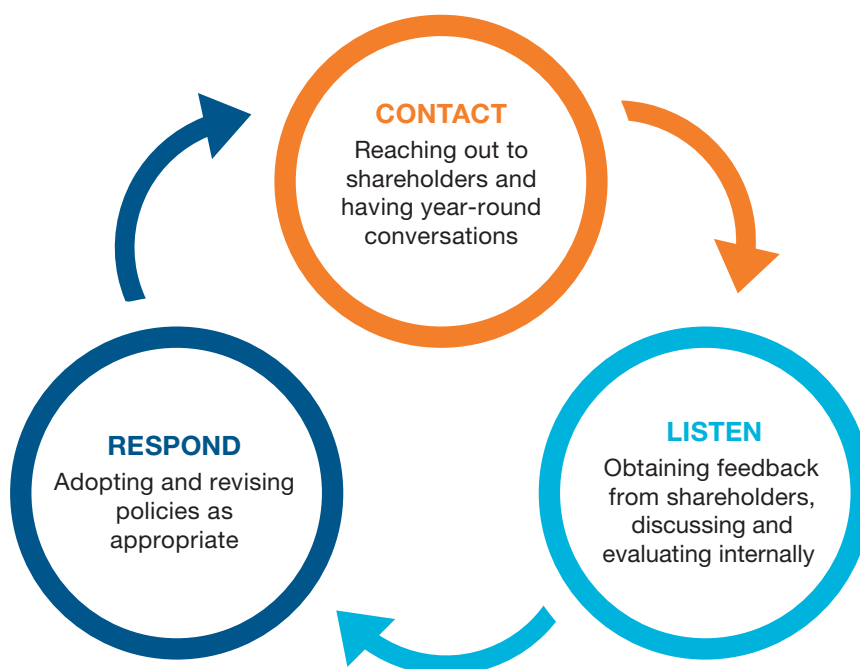 CONTACT
Reaching out to
shareholders and
having year-round
conversations
LISTEN
Obtaining feedback
from shareholders,
discussing and
evaluating internally
RESPOND
Adopting and revising
policies as
appropriate